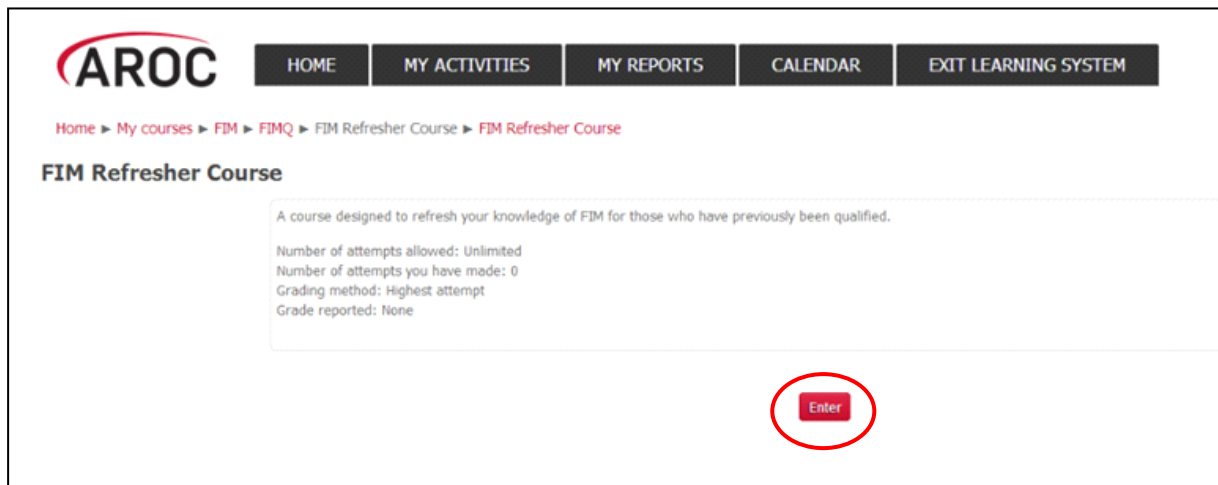 AROC
HOME MY ACTIVITIES MY REPORTS CALENDAR EXIT LEARNING SYSTEM
Home ► My courses ► FIM ► FIMQ ► FIM Refresher Course ► FIM Refresher Course
FIM Refresher Course
A course designed to refresh your knowledge of FIM for those who have previously been qualified.
Number of attempts allowed: Unlimited
Number of attempts you have made: 0
Grading method: Highest attempt
Grade reported: None
Enter